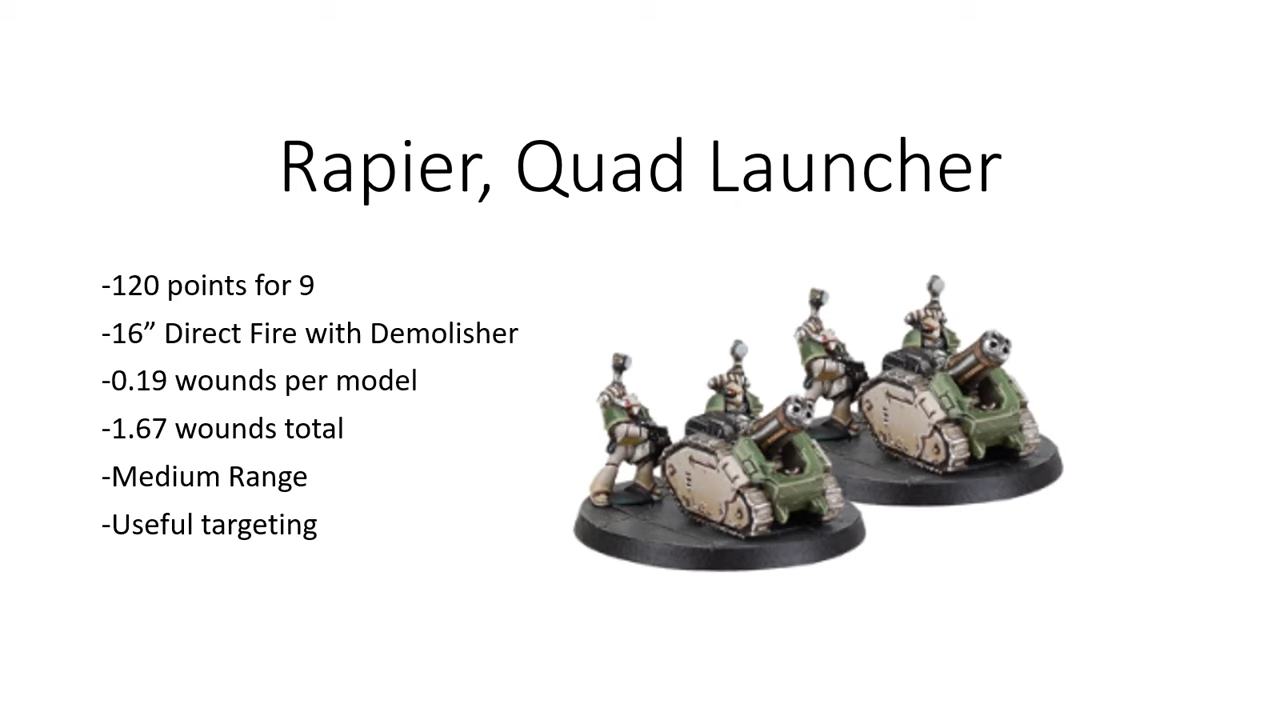 Rapier, Quad Launcher
-120 points for 9
-16” Direct Fire with Demolisher
-0.19 wounds per model
-1.67 wounds total
-Medium Range
-Useful targeting